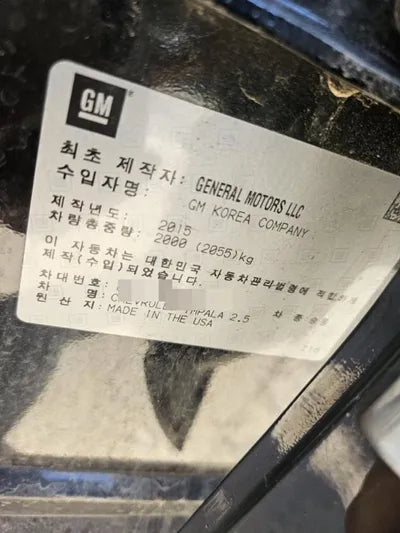 GM
최초 제작자: GENERAL MOTORS LLC
수입자명: GM KOREA COMPANY
제작년도: 2015
차량총중량: 2000 (2055)kg
이 자동차는 대한민국 자동차관리법령에 적합하게
제작(수입)되었습니다.
차대번호:
차 명: CHEVROLET IMPALA 2.5 차 종 승용
원 산 지: MADE IN THE USA